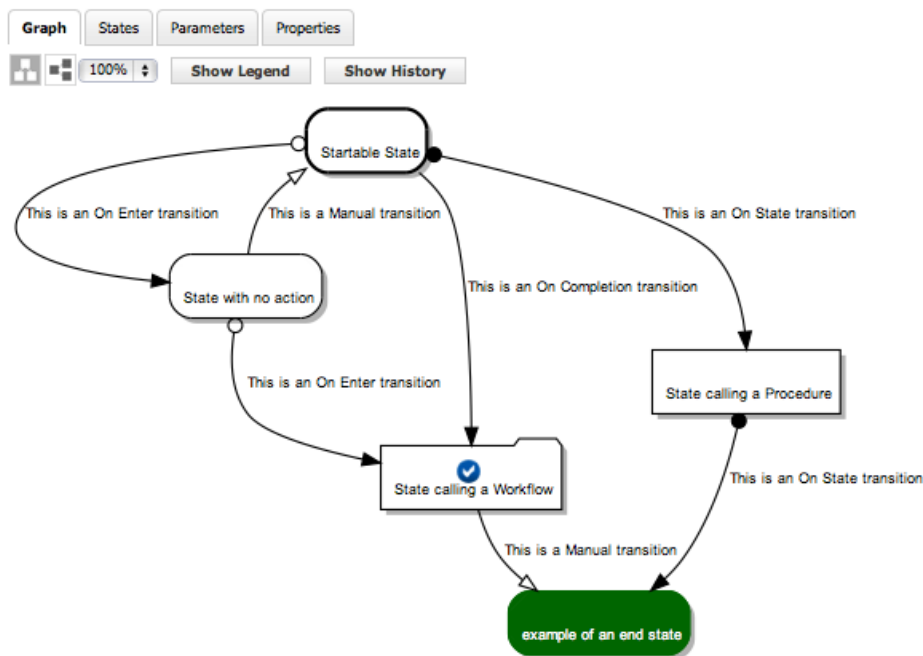 Graph States Parameters Properties
100% Show Legend Show History
Startable State
This is an On Enter transition
This is a Manual transition
This is an On State transition
State with no action
This is an On Completion transition
This is an On Enter transition
State calling a Procedure
State calling a Workflow
This is an On State transition
This is a Manual transition
example of an end state